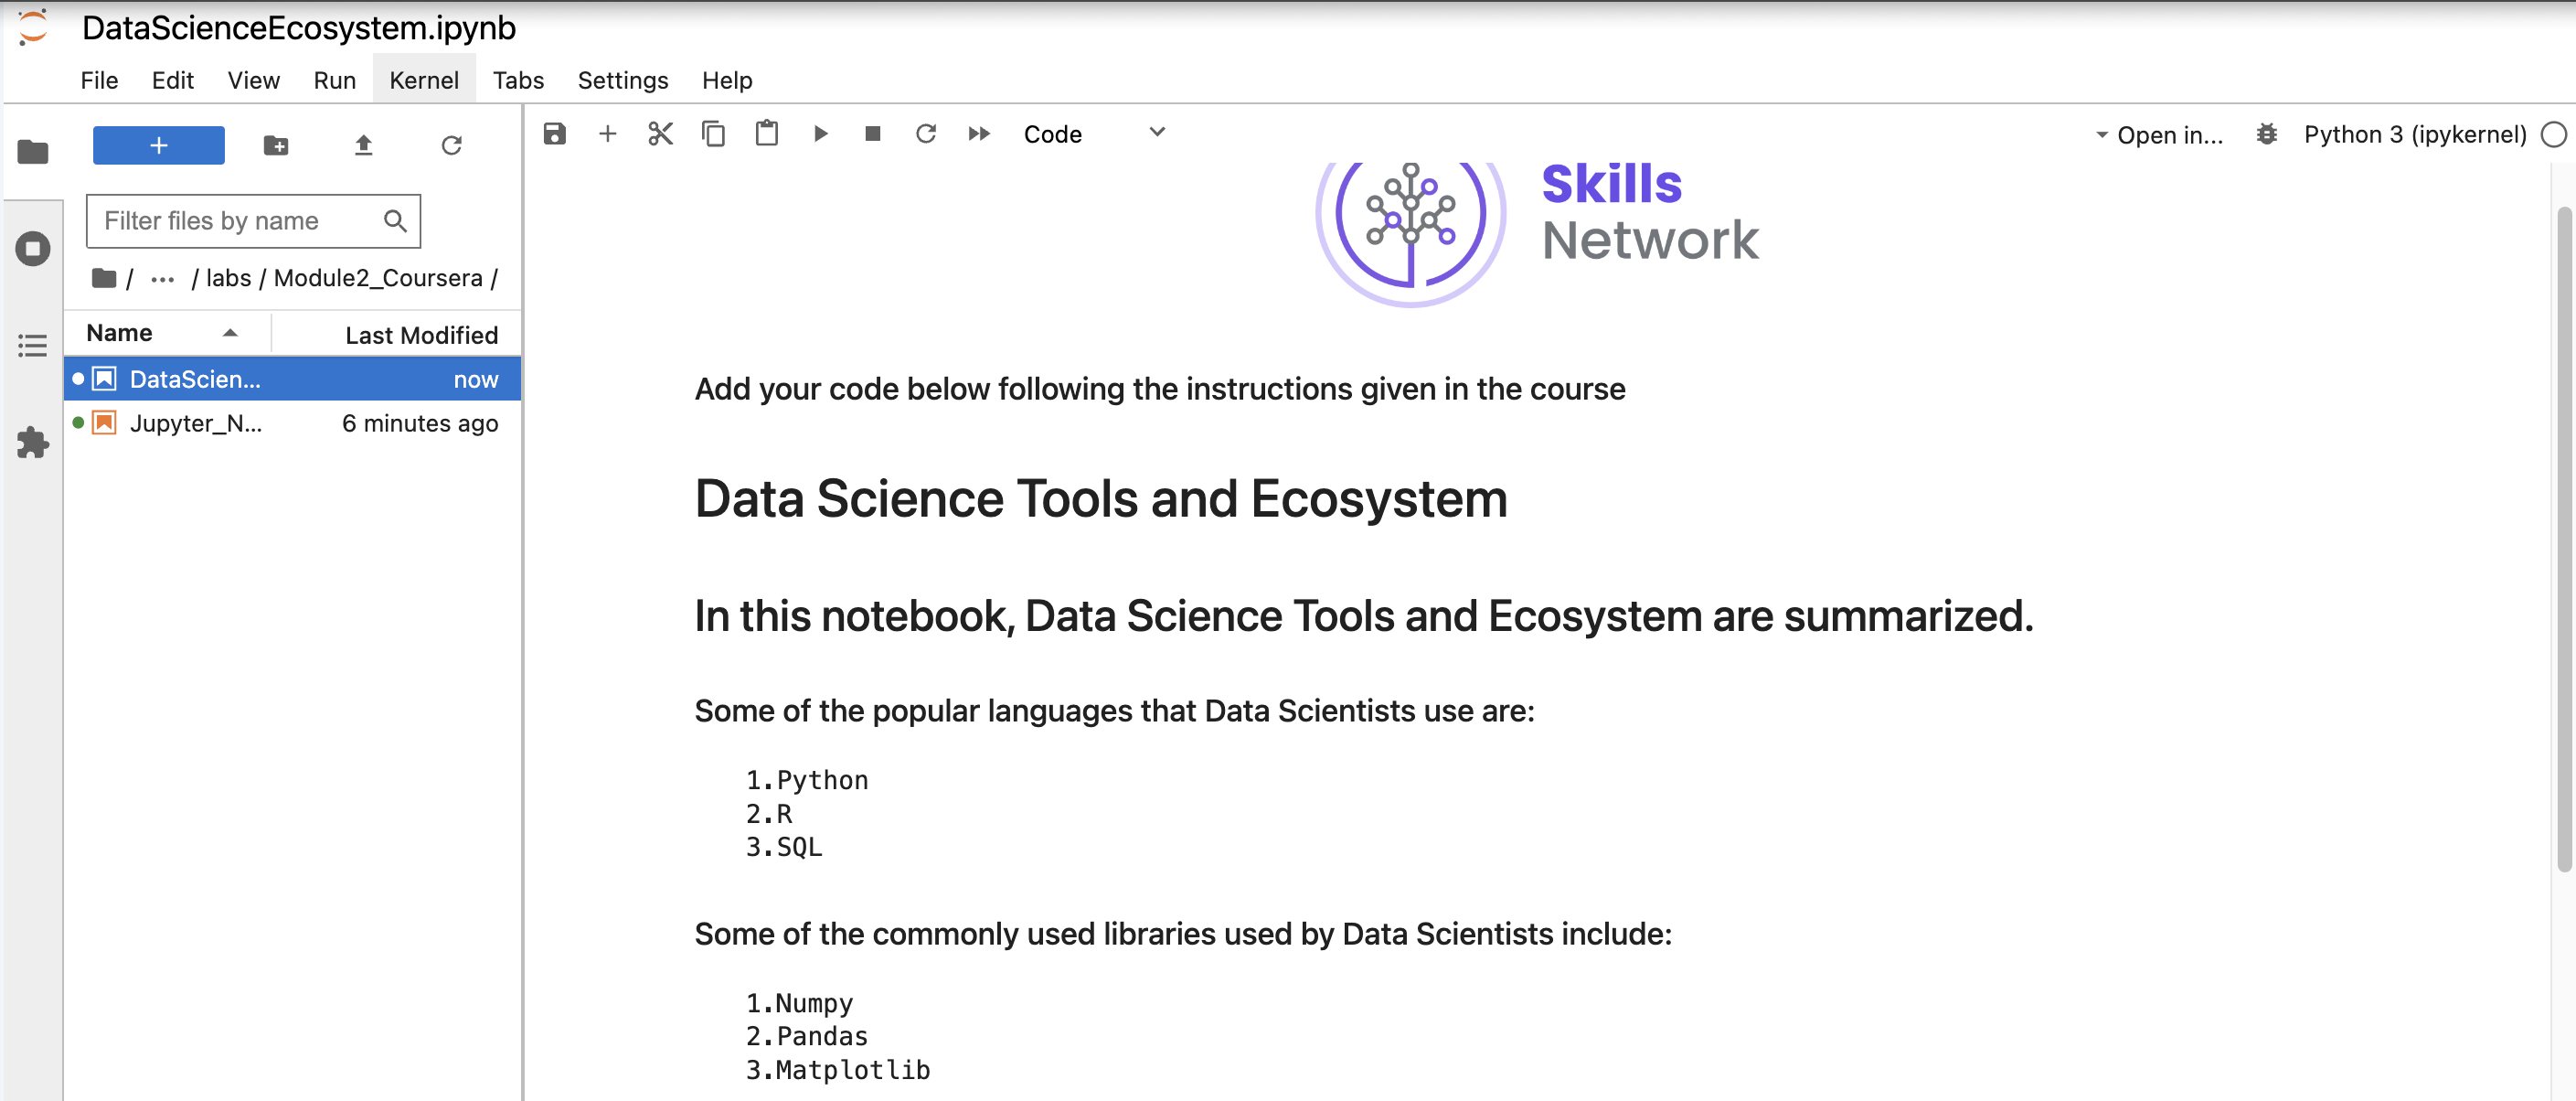 DataScienceEcosystem.ipynb
File Edit View Run Kernel Tabs Settings Help
+
Code
Open in...
Python 3 (ipykernel)
Filter files by name
/ ... / labs / Module2_Coursera /
Name Last Modified
DataScien... now
Jupyter_N... 6 minutes ago
Skills
Network
Add your code below following the instructions given in the course
Data Science Tools and Ecosystem
In this notebook, Data Science Tools and Ecosystem are summarized.
Some of the popular languages that Data Scientists use are:
1.Python
2.R
3.SQL
Some of the commonly used libraries used by Data Scientists include:
1.Numpy
2.Pandas
3.Matplotlib